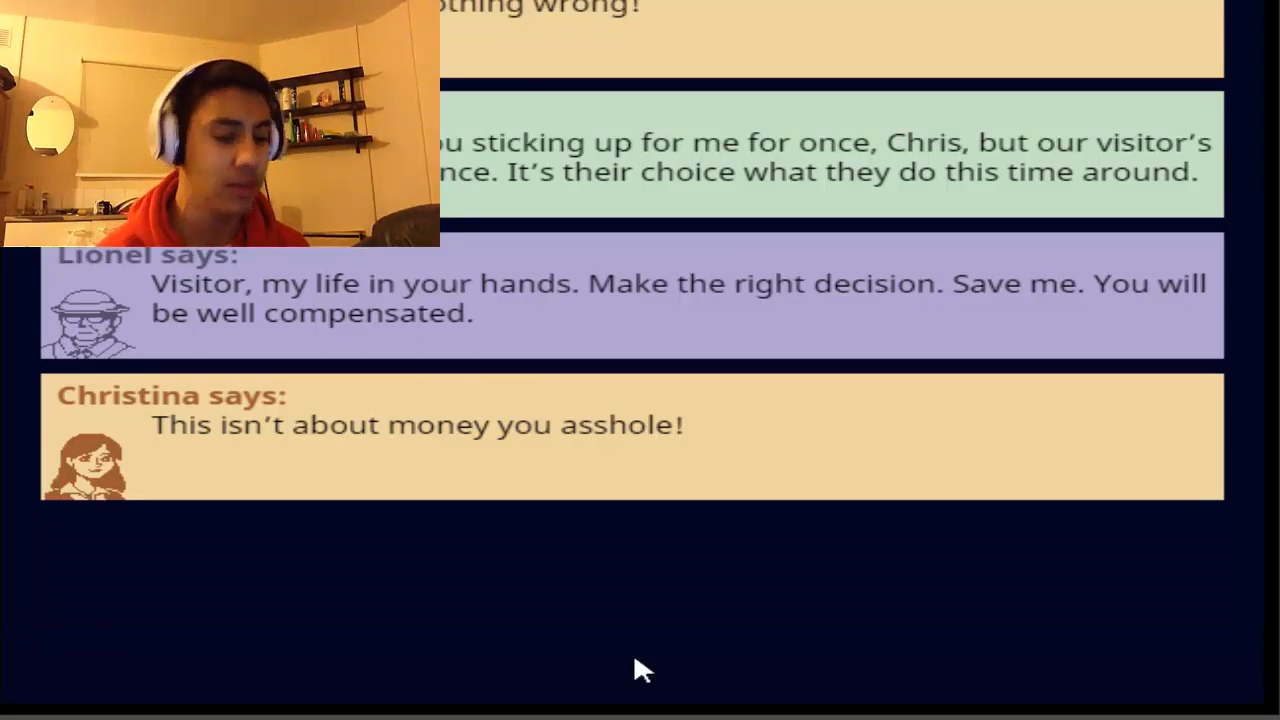 othing wrong!
ou sticking up for me for once, Chris, but our visitor's
nce. It's their choice what they do this time around.
Lionel says:
Visitor, my life in your hands. Make the right decision. Save me. You will
be well compensated.
Christina says:
This isn't about money you asshole!